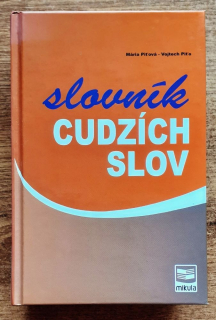 Mária Piťová - Vojtech Piťo
slovník
CUDZÍCH
SLOV
mikula